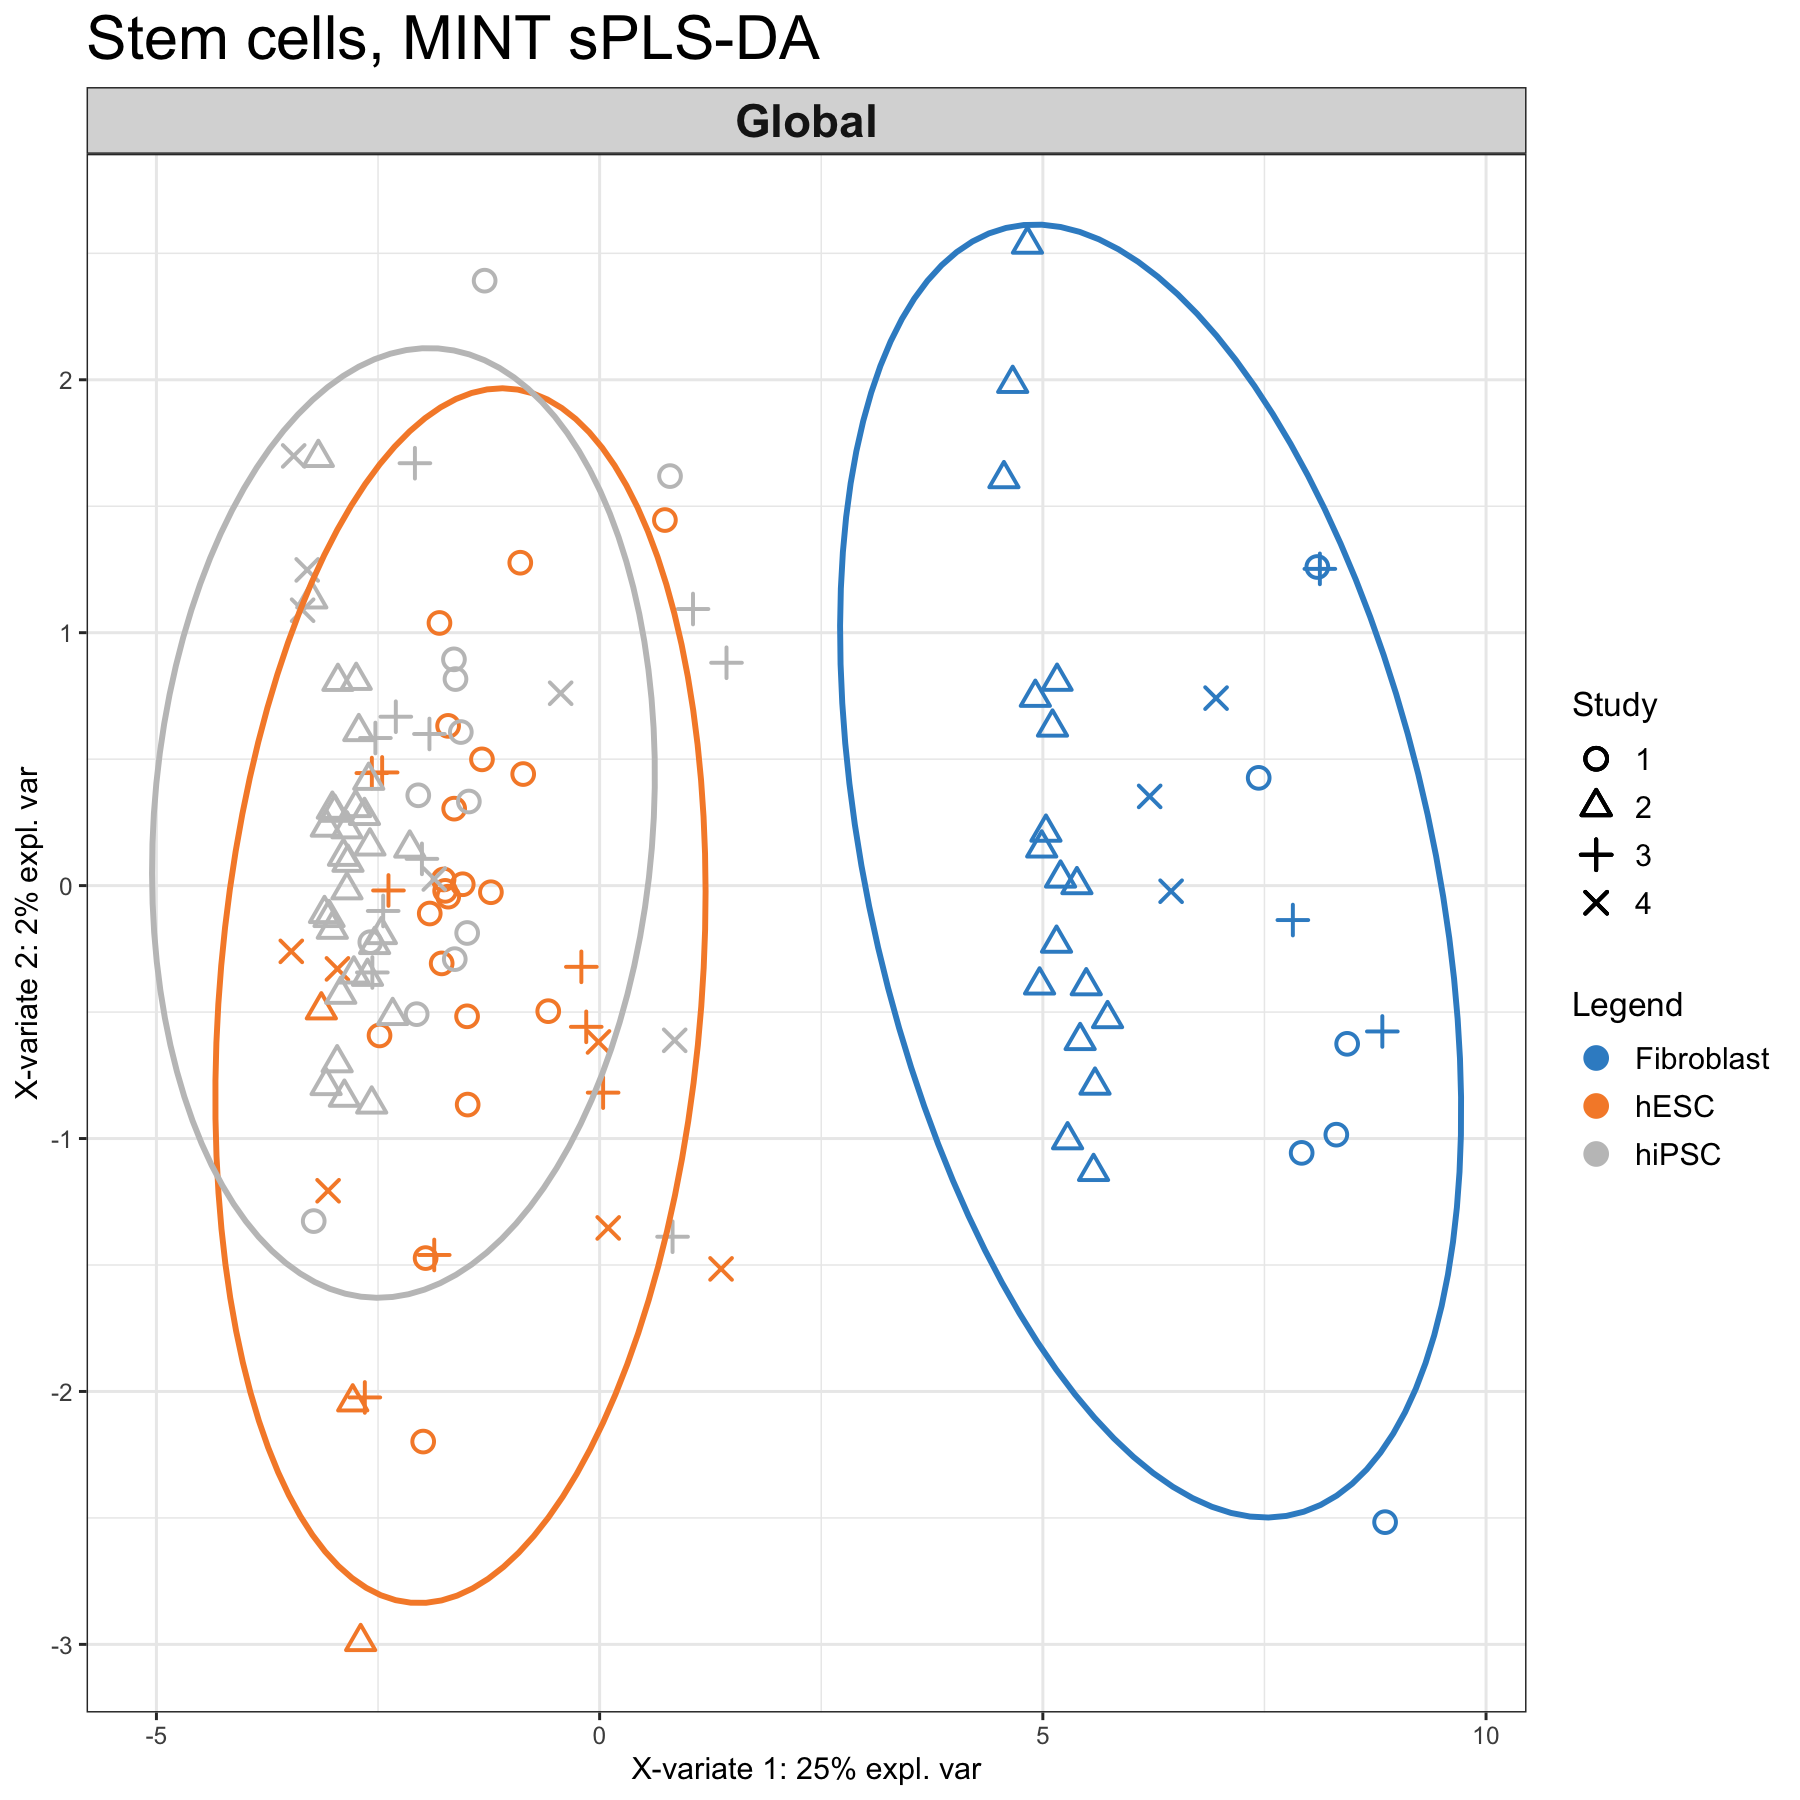 Stem cells, MINT sPLS-DA
Global
2
1
0
-1
-2
-3
X-variate 2: 2% expl. var
-5
0
5
10
X-variate 1: 25% expl. var
Study
1
2
3
4
Legend
Fibroblast
hESC
hiPSC